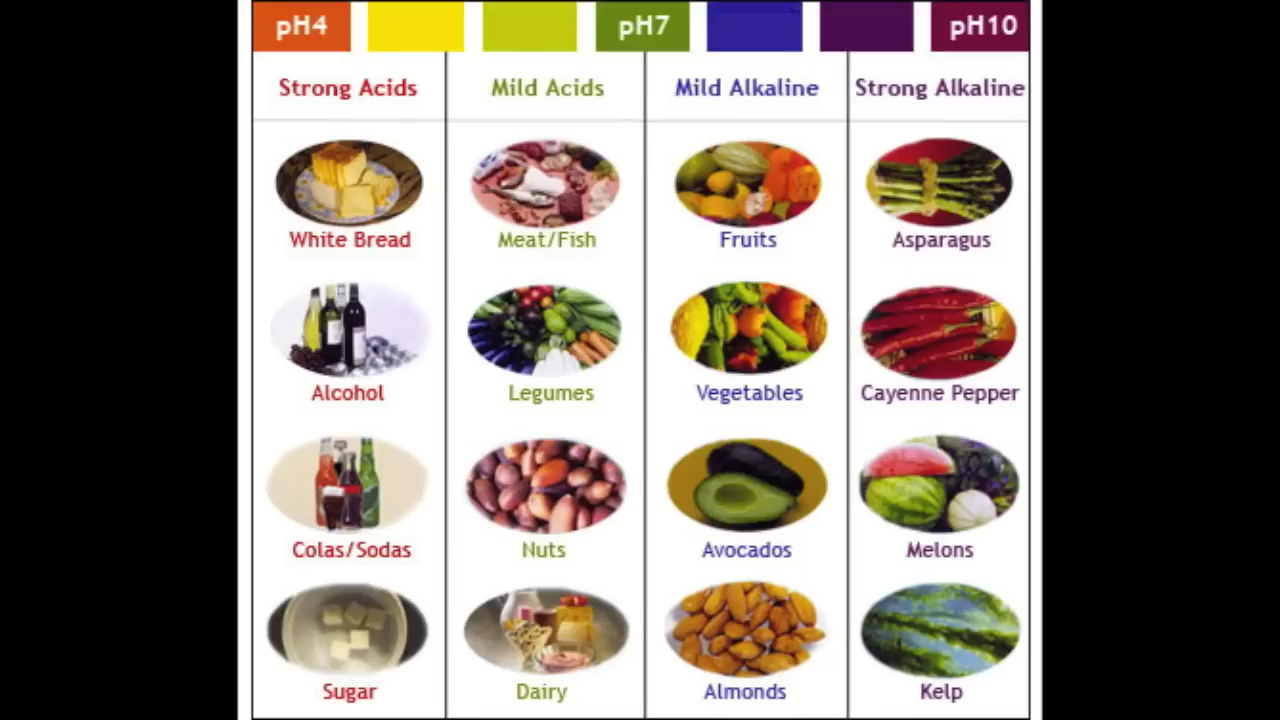 pH4 pH7 pH10
Strong Acids Mild Acids Mild Alkaline Strong Alkaline
White Bread Meat/Fish Fruits Asparagus
Alcohol Legumes Vegetables Cayenne Pepper
Colas/Sodas Nuts Avocados Melons
Sugar Dairy Almonds Kelp